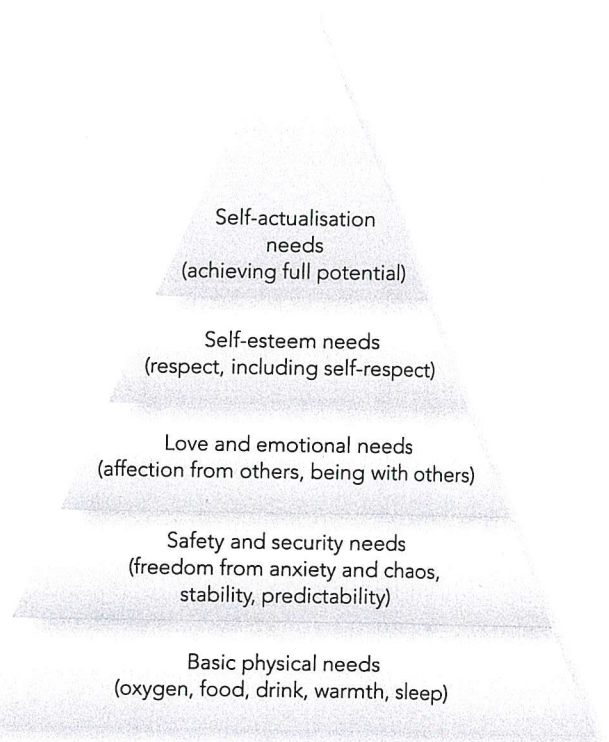 Self-actualisation
needs
(achieving full potential)
Self-esteem needs
(respect, including self-respect)
Love and emotional needs
(affection from others, being with others)
Safety and security needs
(freedom from anxiety and chaos,
stability, predictability)
Basic physical needs
(oxygen, food, drink, warmth, sleep)